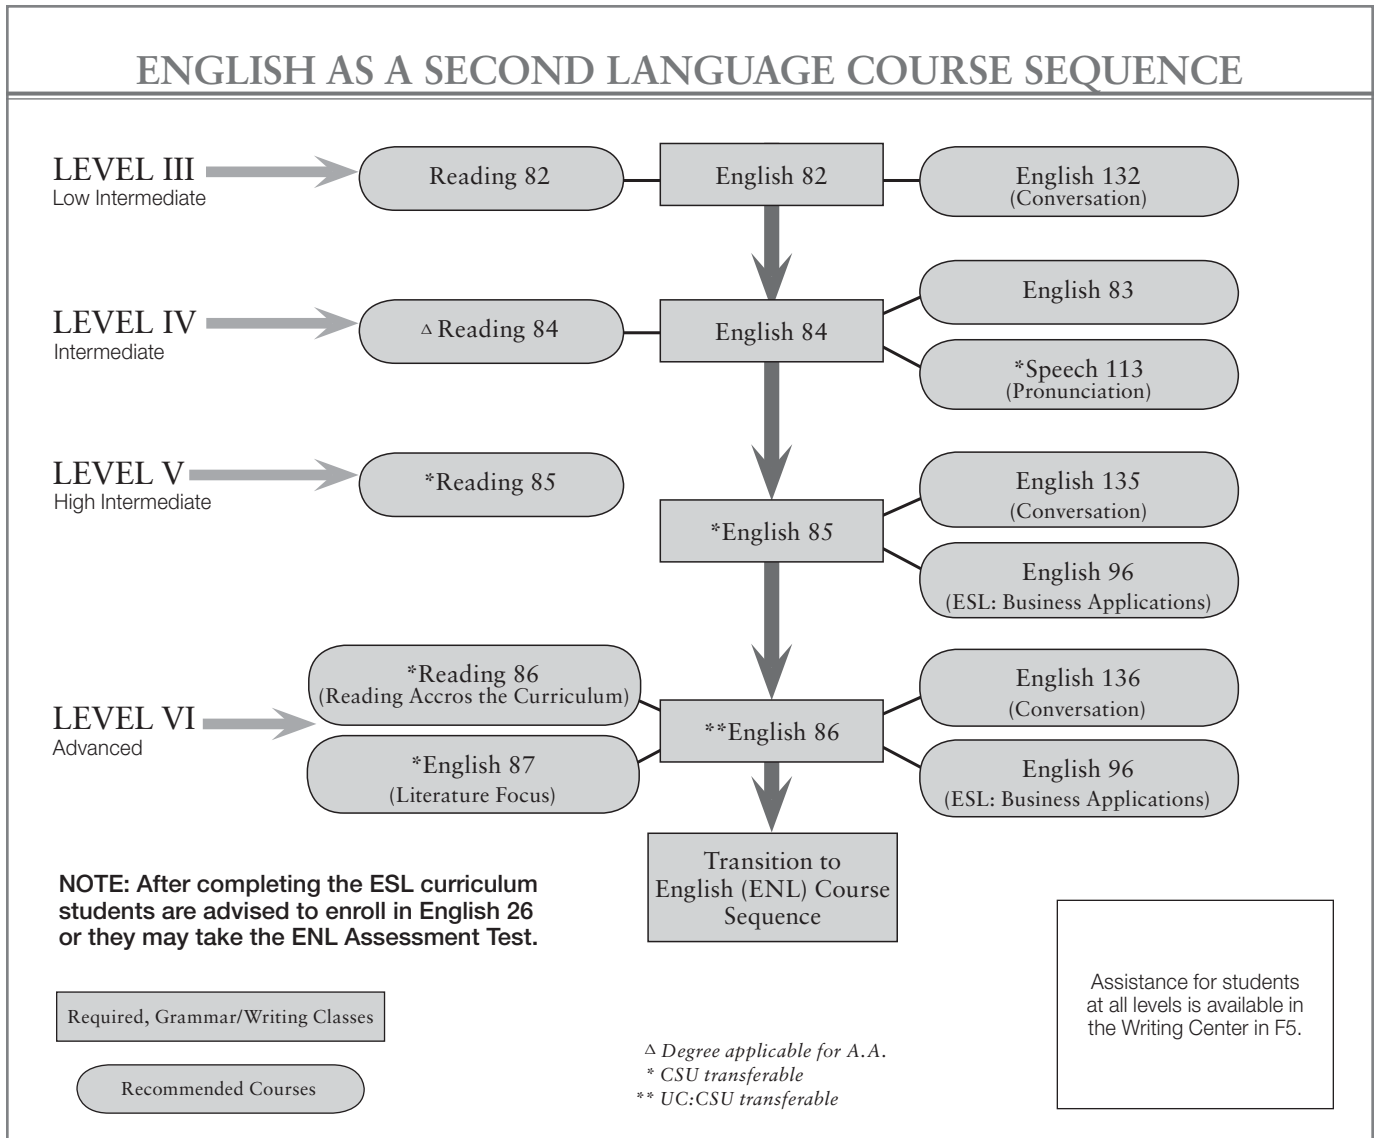 ENGLISH AS A SECOND LANGUAGE COURSE SEQUENCE
LEVEL III
Low Intermediate
Reading 82
English 82
English 132
(Conversation)
LEVEL IV
Intermediate
Δ Reading 84
English 84
English 83
*Speech 113
(Pronunciation)
LEVEL V
High Intermediate
*Reading 85
*English 85
English 135
(Conversation)
English 96
(ESL: Business Applications)
LEVEL VI
Advanced
*Reading 86
(Reading Accros the Curriculum)
*English 87
(Literature Focus)
**English 86
English 136
(Conversation)
English 96
(ESL: Business Applications)
Transition to
English (ENL) Course
Sequence
NOTE: After completing the ESL curriculum
students are advised to enroll in English 26
or they may take the ENL Assessment Test.
Required, Grammar/Writing Classes
Recommended Courses
Δ Degree applicable for A.A.
* CSU transferable
** UC:CSU transferable
Assistance for students
at all levels is available in
the Writing Center in F5.